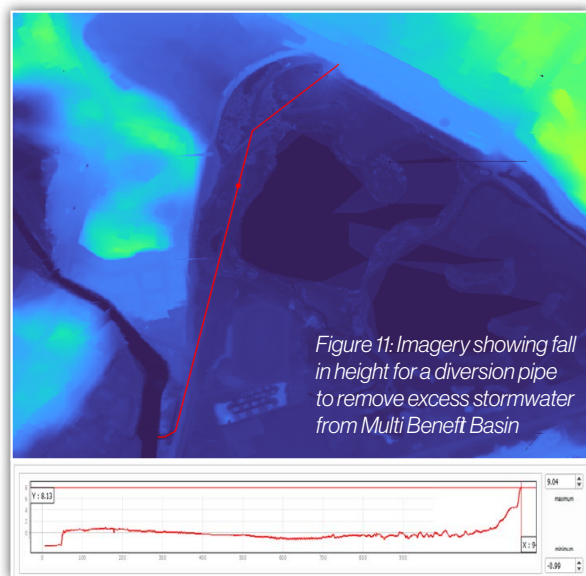 Figure 11: Imagery showing fall
in height for a diversion pipe
to remove excess stormwater
from Multi Beneft Basin
Y : 8.13
9.04
maximum
X : 9
minimum
-0.99
0 100 200 300 400 500 600 700 800 900